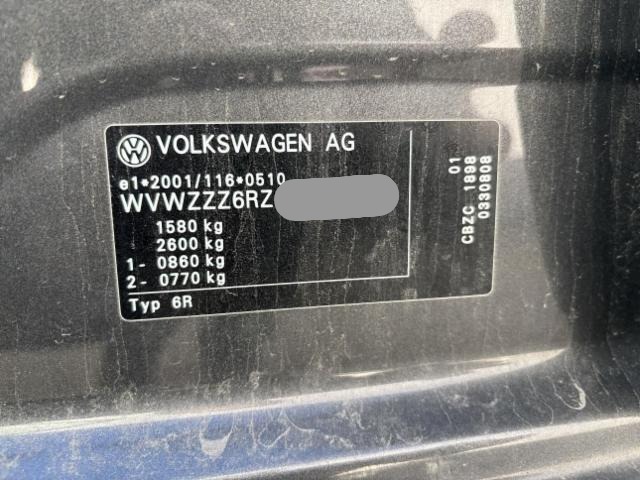 VOLKSWAGEN AG
e1*2001/116*0510
WVWZZZ6RZ
1580 kg
2600 kg
1- 0860 kg
2- 0770 kg
Typ 6R
01
CBZC 1898
0330808